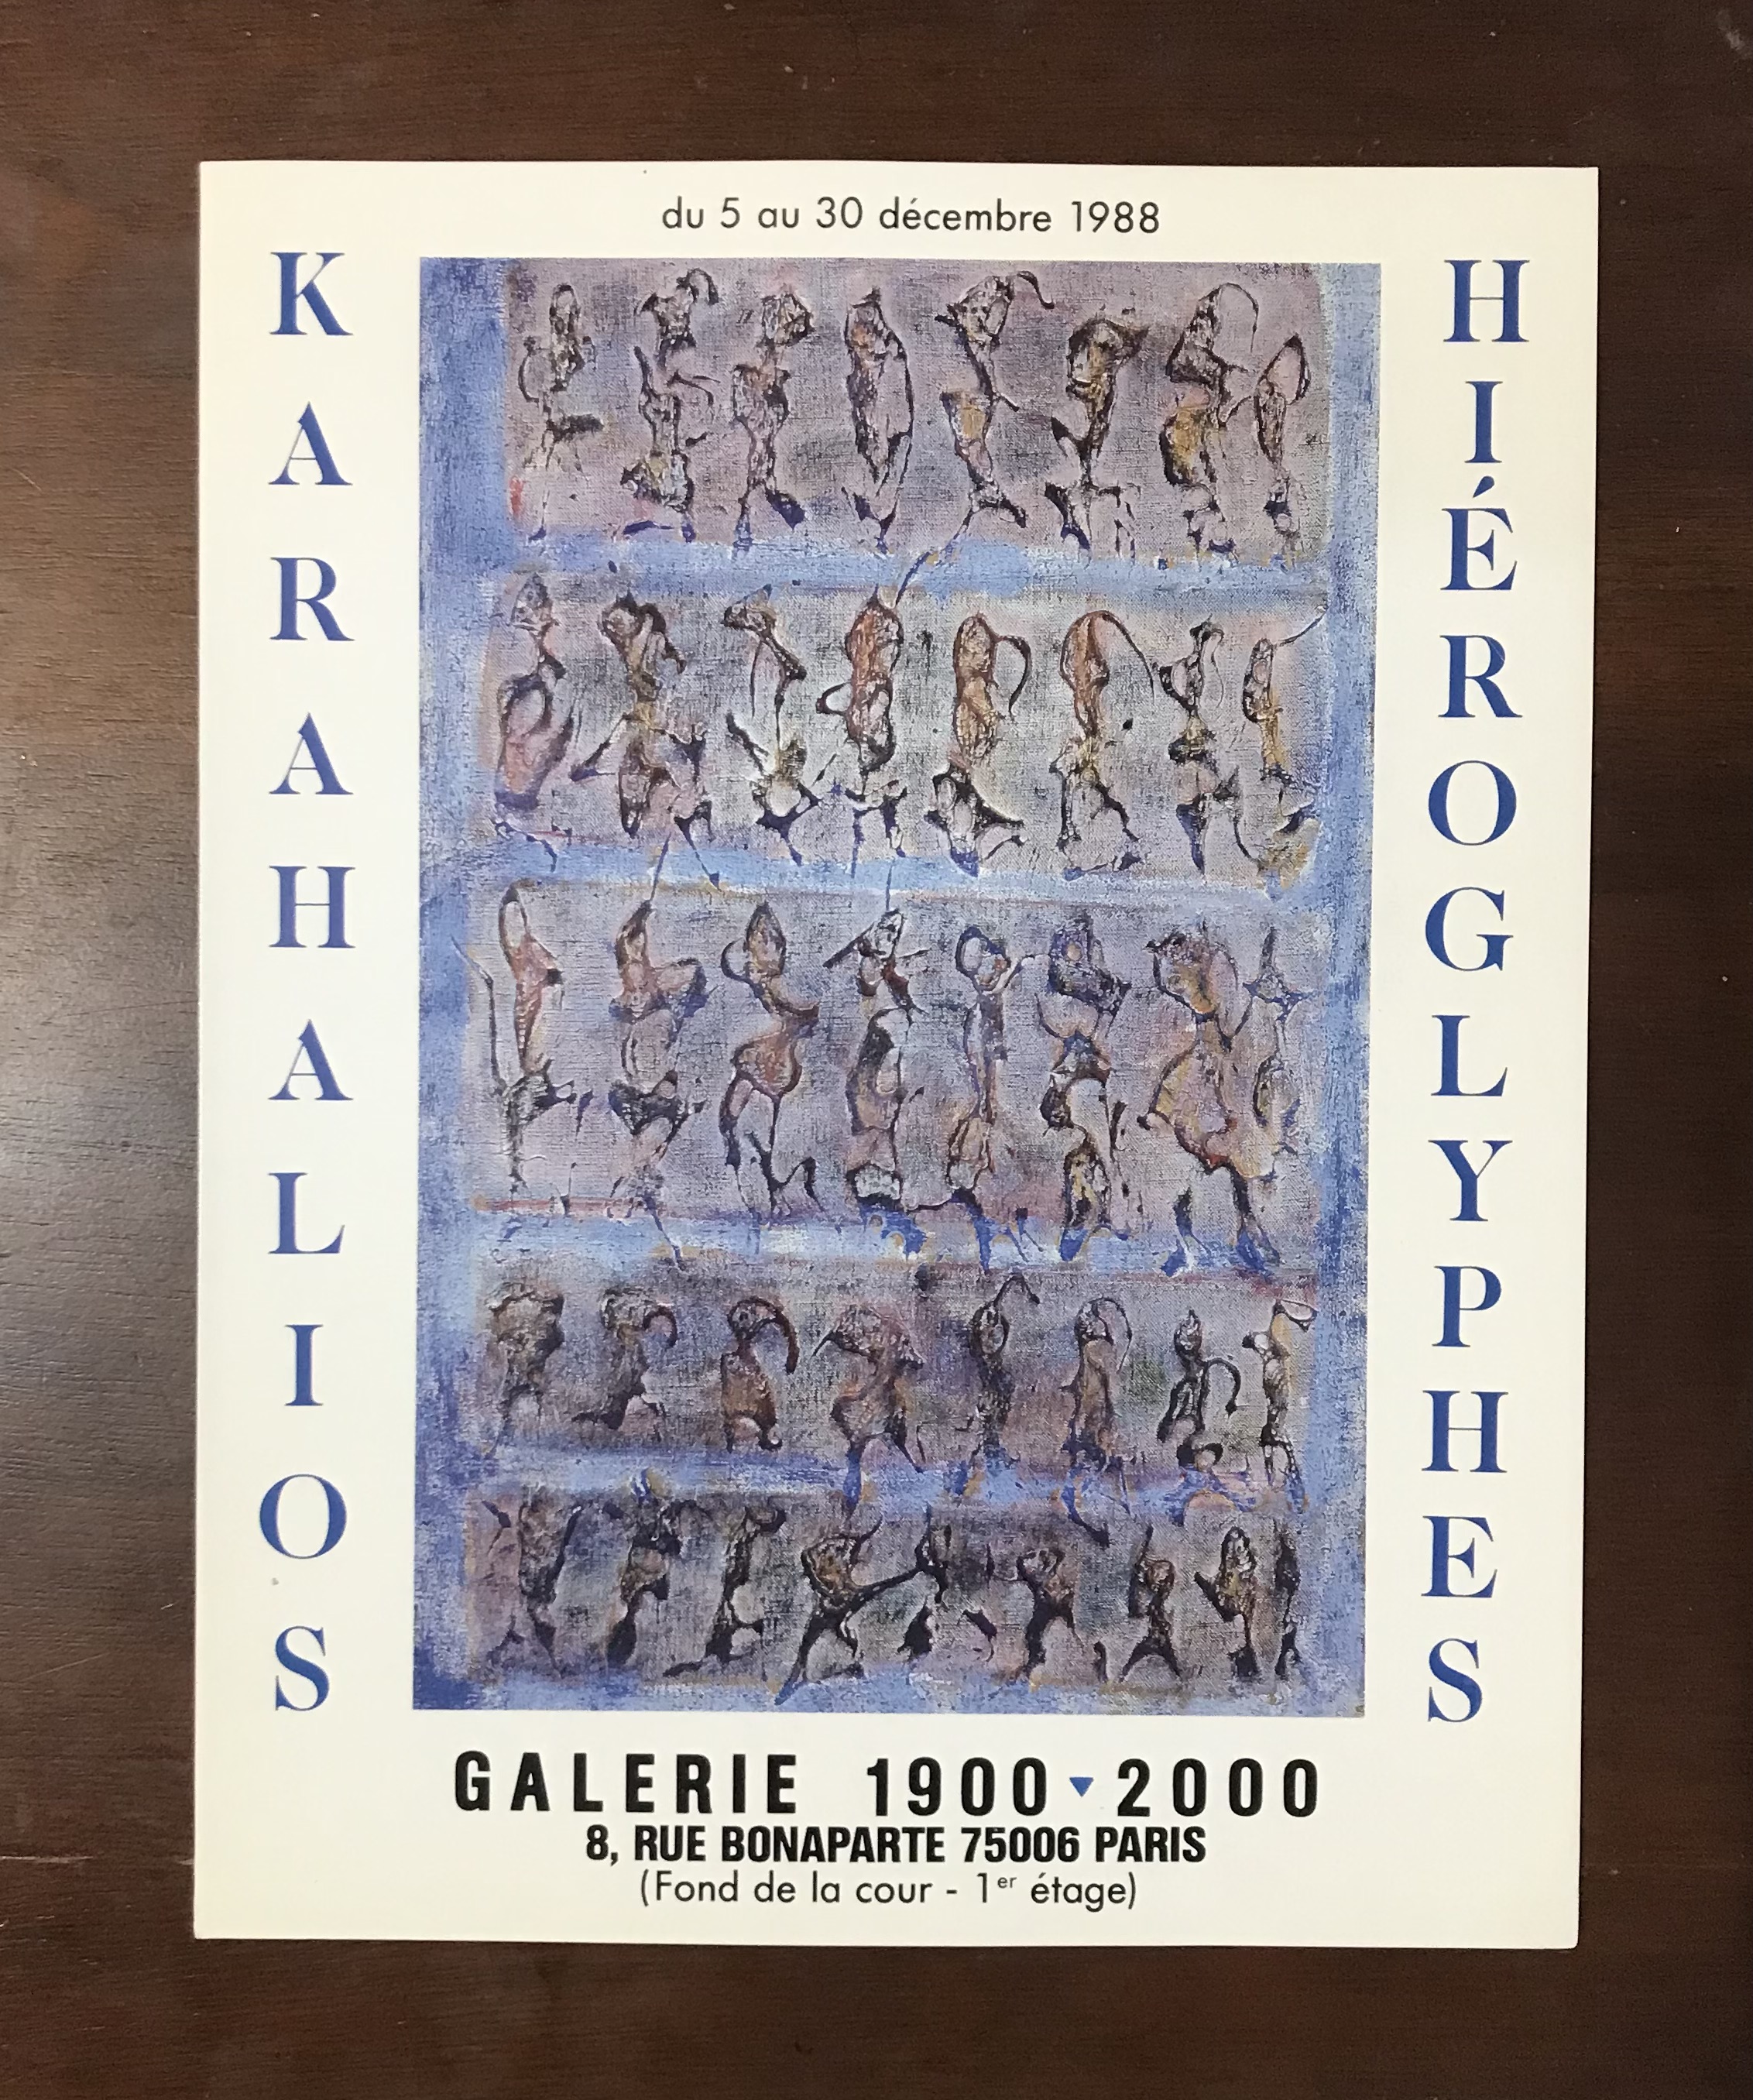 du 5 au 30 décembre 1988
KARAHALIOS
HIÉROGLYPHES
GALERIE 1900▼2000
8, RUE BONAPARTE 75006 PARIS
(Fond de la cour - 1er étage)